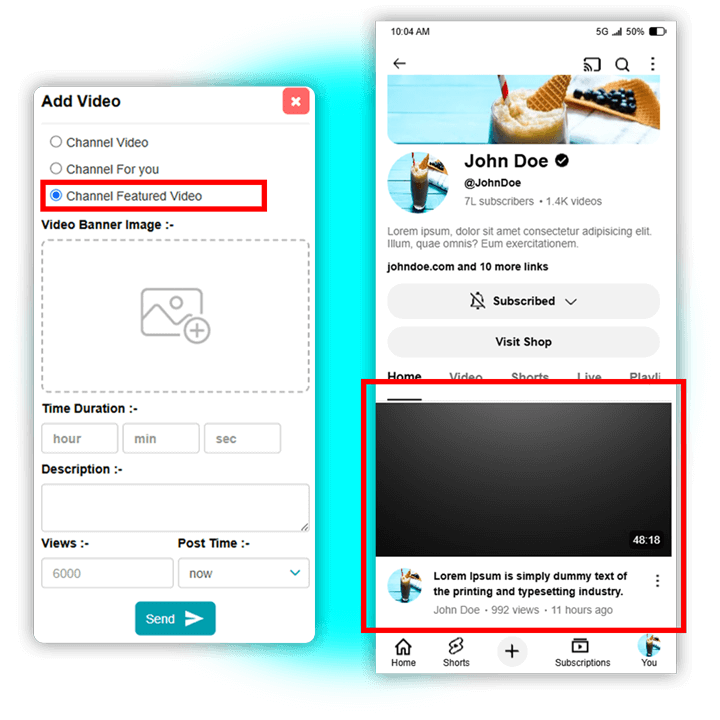 Add Video
Channel Video
Channel For you
Channel Featured Video
Video Banner Image :-
Time Duration :-
hour
min
sec
Description :-
Views :-
Post Time :-
6000
now
Send
10:04 AM
5G
50%
John Doe
@JohnDoe
7L subscribers • 1.4K videos
Lorem ipsum, dolor sit amet consectetur adipisicing elit.
Illum, quae omnis? Eum exercitationem.
johndoe.com and 10 more links
Subscribed
Visit Shop
Home
Video
Shorts
Live
Playli
48:18
Lorem Ipsum is simply dummy text of
the printing and typesetting industry.
John Doe • 992 views • 11 hours ago
Home
Shorts
Subscriptions
You